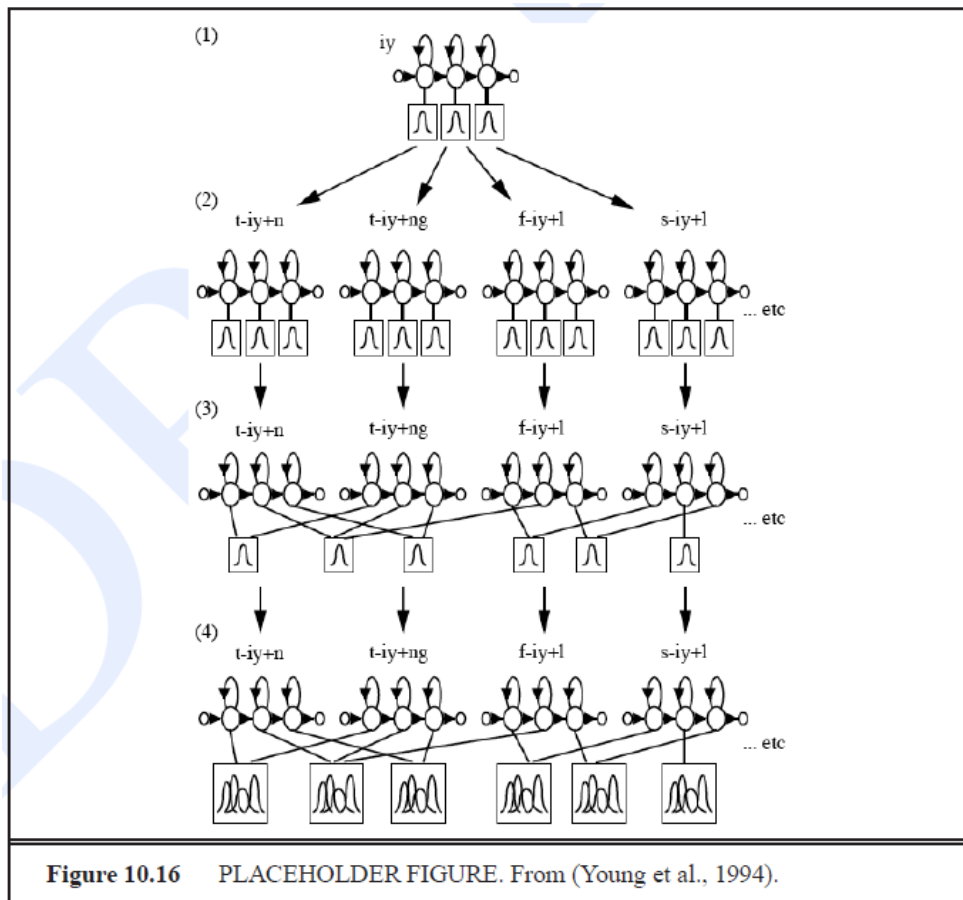 (1)
iy
(2)
t-iy+n t-iy+ng f-iy+l s-iy+l
... etc
(3)
t-iy+n t-iy+ng f-iy+l s-iy+l
... etc
(4)
t-iy+n t-iy+ng f-iy+l s-iy+l
... etc
Figure 10.16 PLACEHOLDER FIGURE. From (Young et al., 1994).